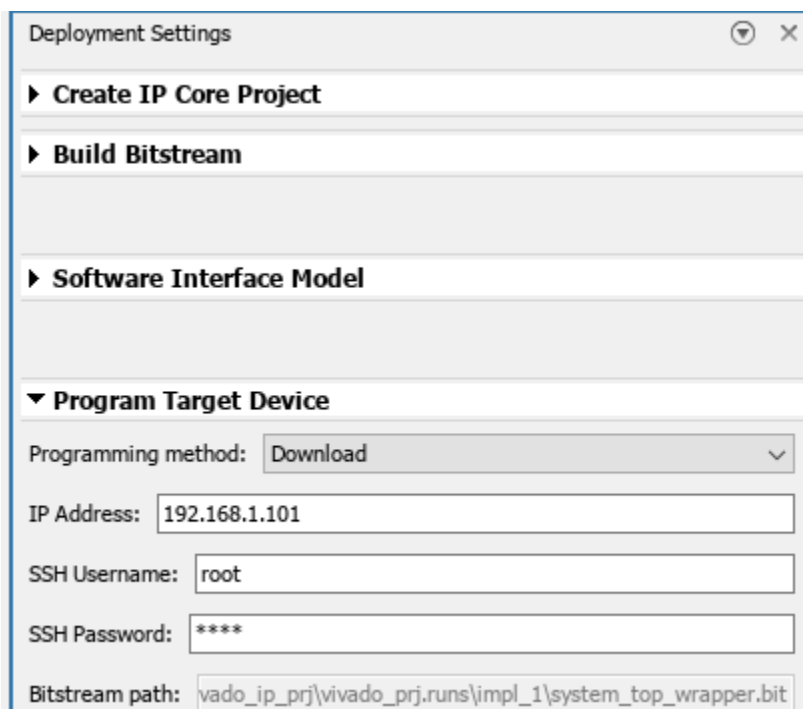 Deployment Settings
Create IP Core Project
Build Bitstream
Software Interface Model
Program Target Device
Programming method: Download
IP Address: 192.168.1.101
SSH Username: root
SSH Password: ****
Bitstream path: vado_ip_prj\vivado_prj.runs\impl_1\system_top_wrapper.bit